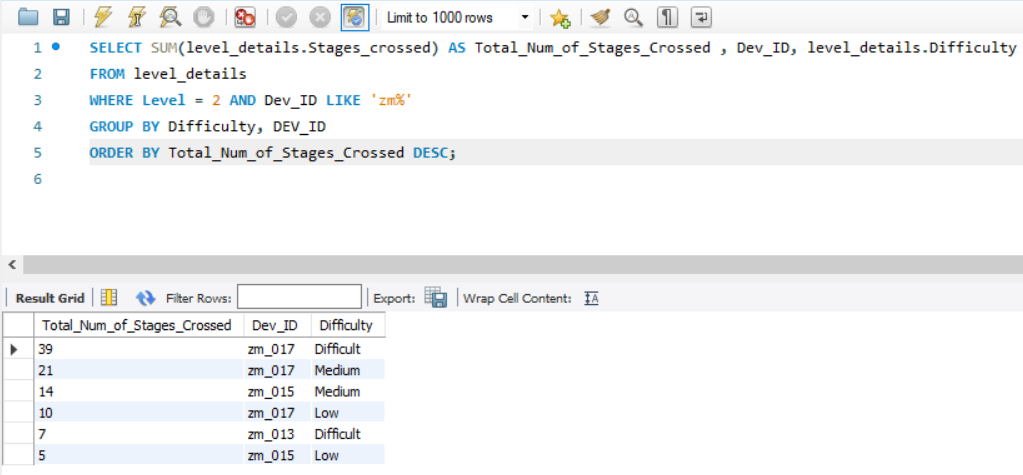 Limit to 1000 rows
1 SELECT SUM(level_details.Stages_crossed) AS Total_Num_of_Stages_Crossed , Dev_ID, level_details.Difficulty
2 FROM level_details
3 WHERE Level = 2 AND Dev_ID LIKE 'zm%'
4 GROUP BY Difficulty, DEV_ID
5 ORDER BY Total_Num_of_Stages_Crossed DESC;
6
Result Grid Filter Rows: Export: Wrap Cell Content: IA
Total_Num_of_Stages_Crossed Dev_ID Difficulty
39 zm_017 Difficult
21 zm_017 Medium
14 zm_015 Medium
10 zm_017 Low
7 zm_013 Difficult
5 zm_015 Low